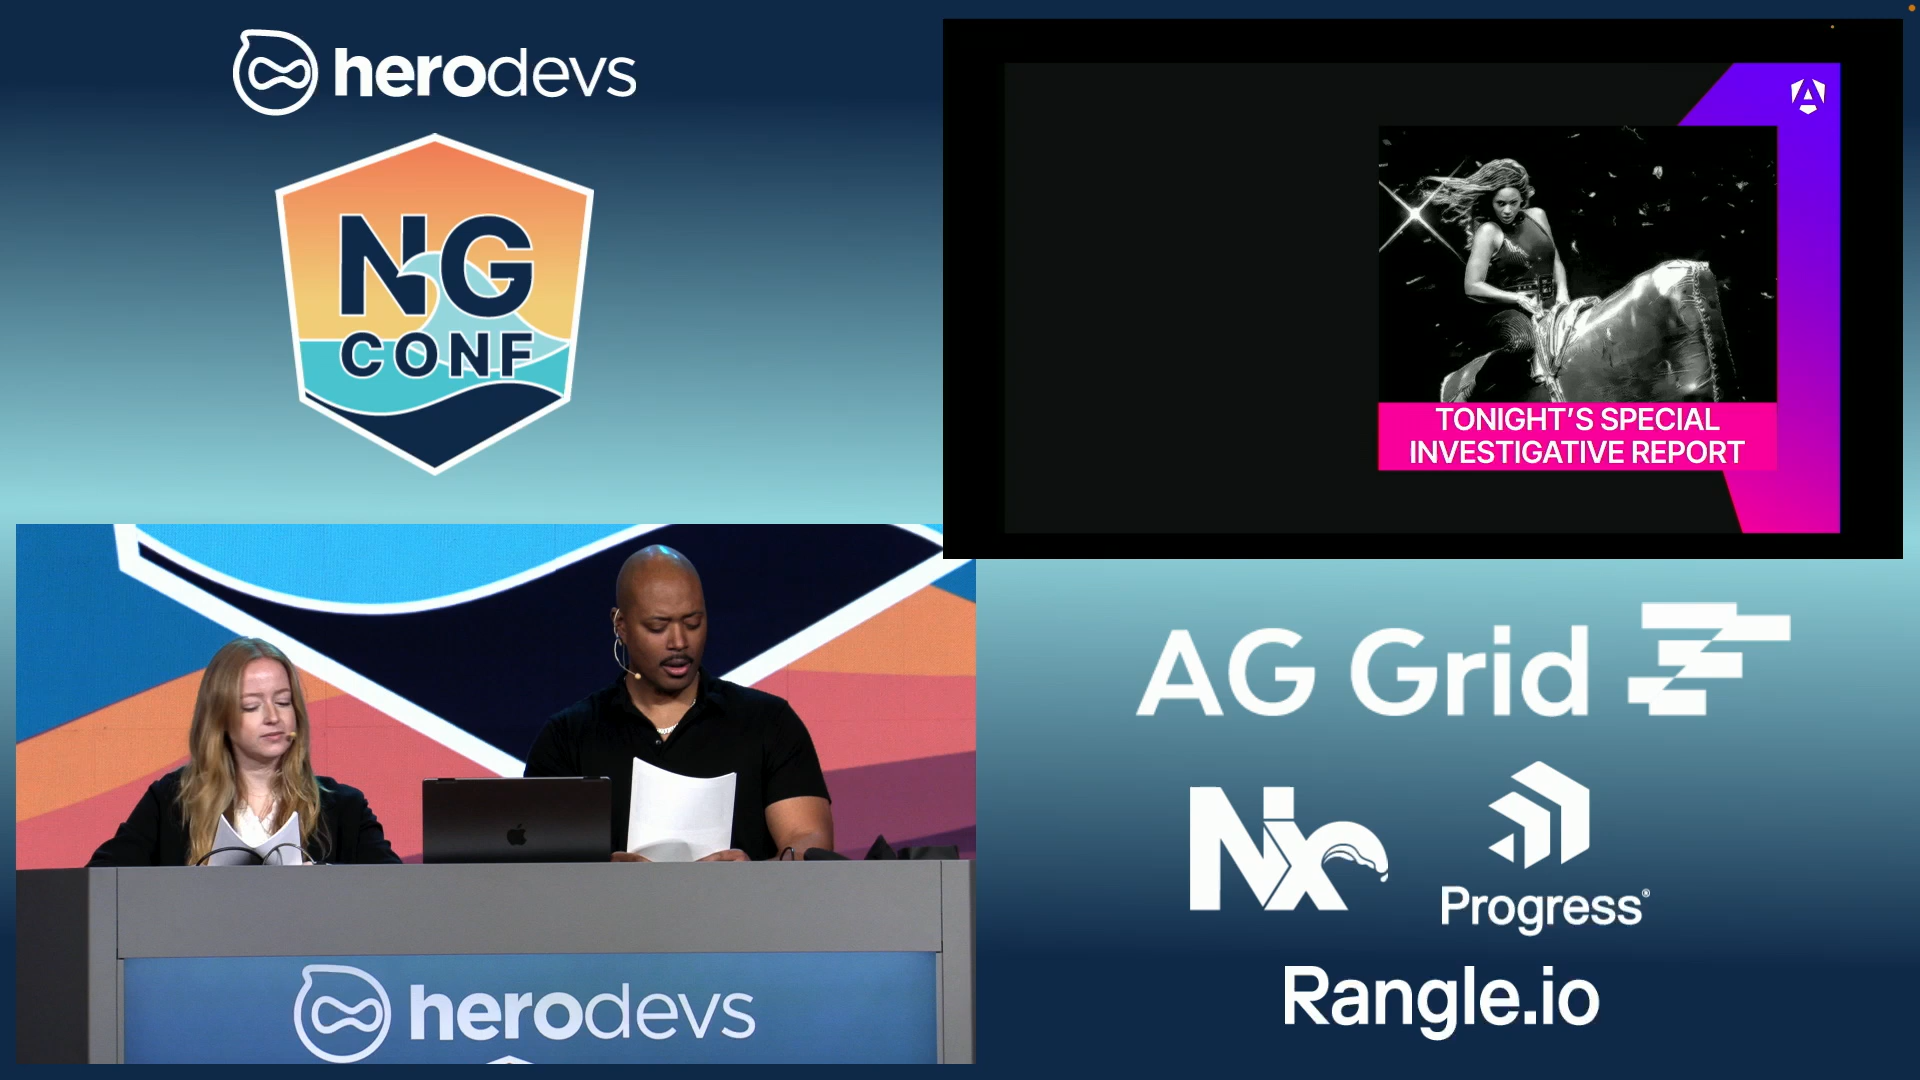 herodevs
NG
CONF
TONIGHT'S SPECIAL
INVESTIGATIVE REPORT
AG Grid
Nx
Progress®
Rangle.io
herodevs